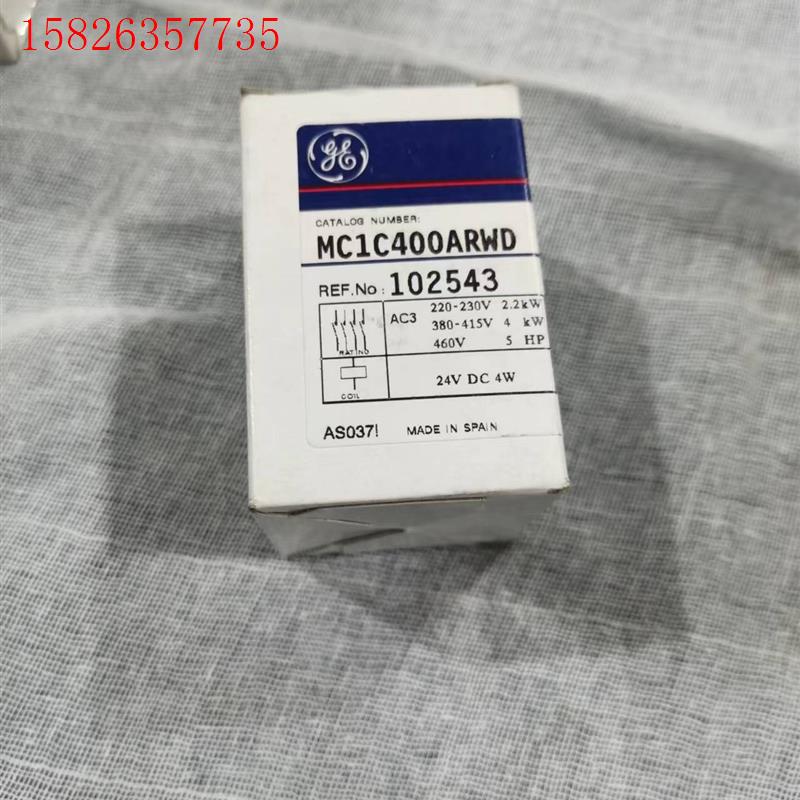 15826357735
GE
CATALOG NUMBER:
MC1C400ARWD
REF.No: 102543
AC3 220-230V 2.2kW
380-415V 4 kW
460V 5 HP
COIL
24V DC 4W
AS037!
MADE IN SPAIN